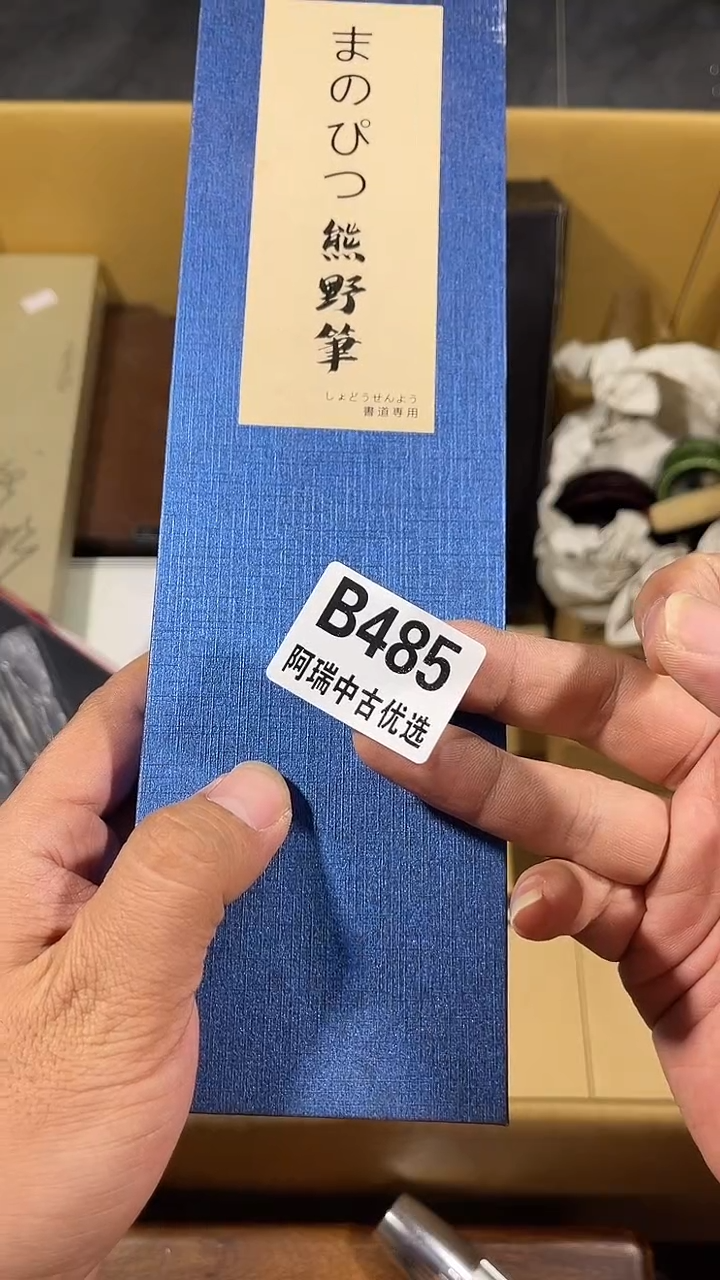 まのぴつ熊野筆
しょどうせんよう
書道専用
B485
阿瑞中古优选